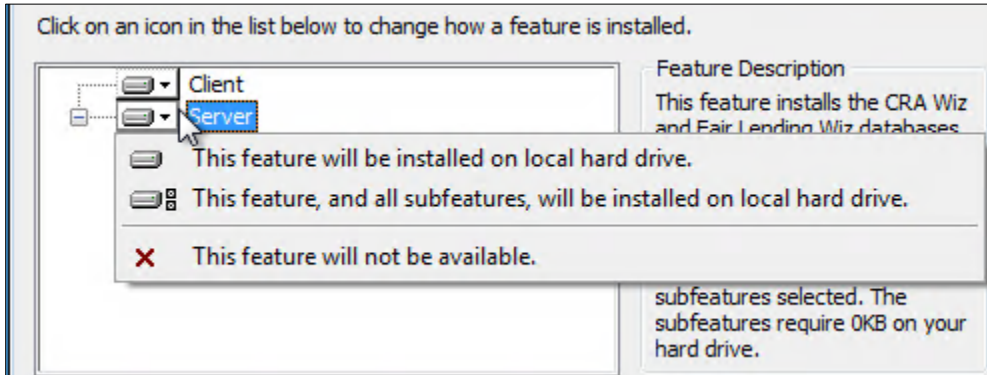 Click on an icon in the list below to change how a feature is installed.
Client
Server
Feature Description
This feature installs the CRA Wiz
and Fair Lending Wiz databases
This feature will be installed on local hard drive.
This feature, and all subfeatures, will be installed on local hard drive.
This feature will not be available.
subfeatures selected. The
subfeatures require 0KB on your
hard drive.